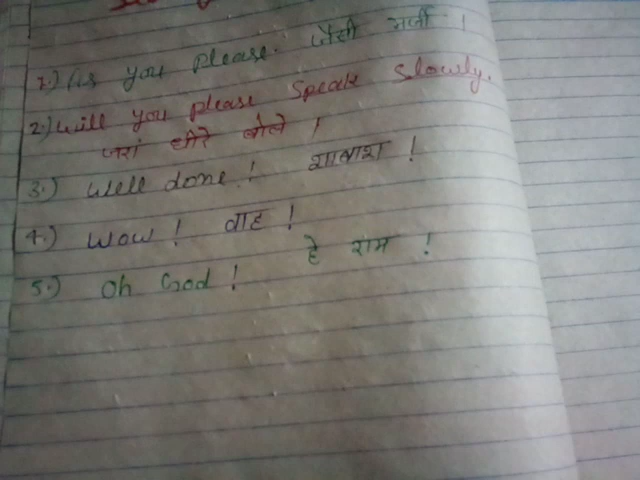 1.) As you please. जैसी मर्जी !
2.) Will you please speak slowly.
जरां धीरे बोले !
3.) Well done! शाबाश !
4.) Wow! वाह !
5.) Oh God! हे राम !